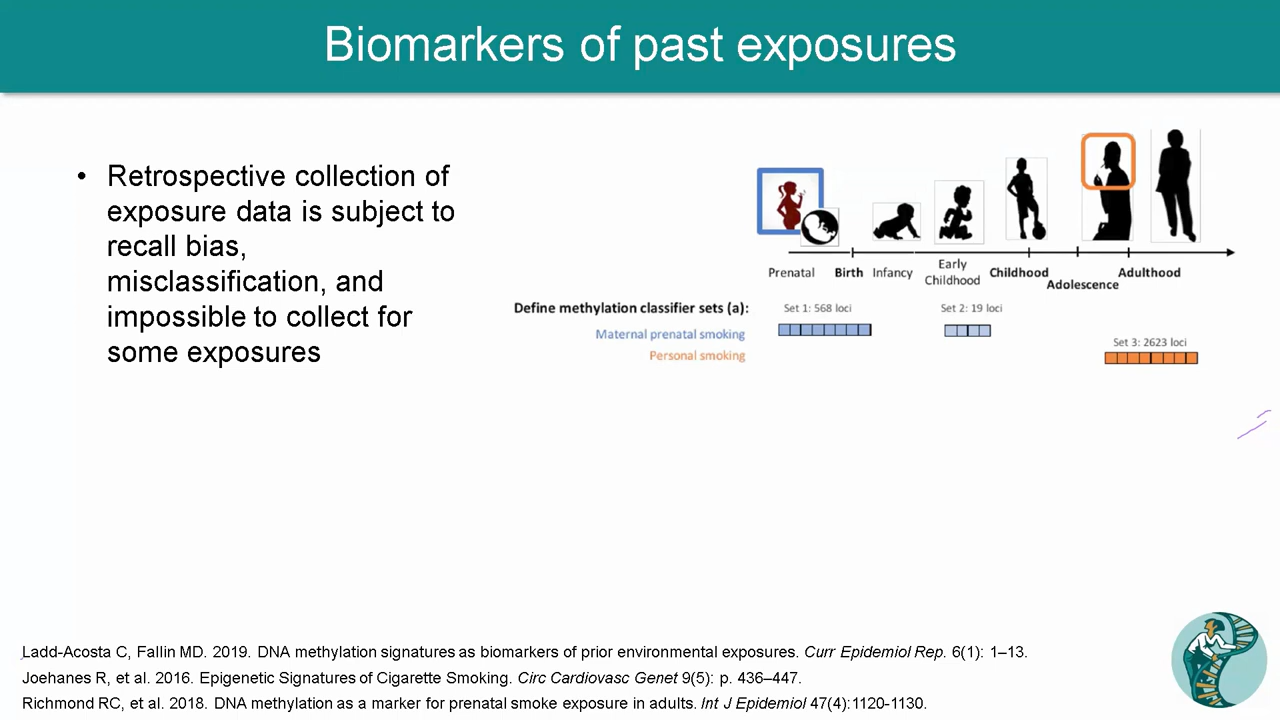 Biomarkers of past exposures
• Retrospective collection of
exposure data is subject to
recall bias,
misclassification, and
impossible to collect for
some exposures
Prenatal Birth Infancy Early Childhood Childhood Adolescence Adulthood
Define methylation classifier sets (a): Set 1: 568 loci Set 2: 19 loci
Maternal prenatal smoking
Set 3: 2623 loci
Personal smoking
Ladd-Acosta C, Fallin MD. 2019. DNA methylation signatures as biomarkers of prior environmental exposures. Curr Epidemiol Rep. 6(1): 1–13.
Joehanes R, et al. 2016. Epigenetic Signatures of Cigarette Smoking. Circ Cardiovasc Genet 9(5): p. 436–447.
Richmond RC, et al. 2018. DNA methylation as a marker for prenatal smoke exposure in adults. Int J Epidemiol 47(4):1120-1130.